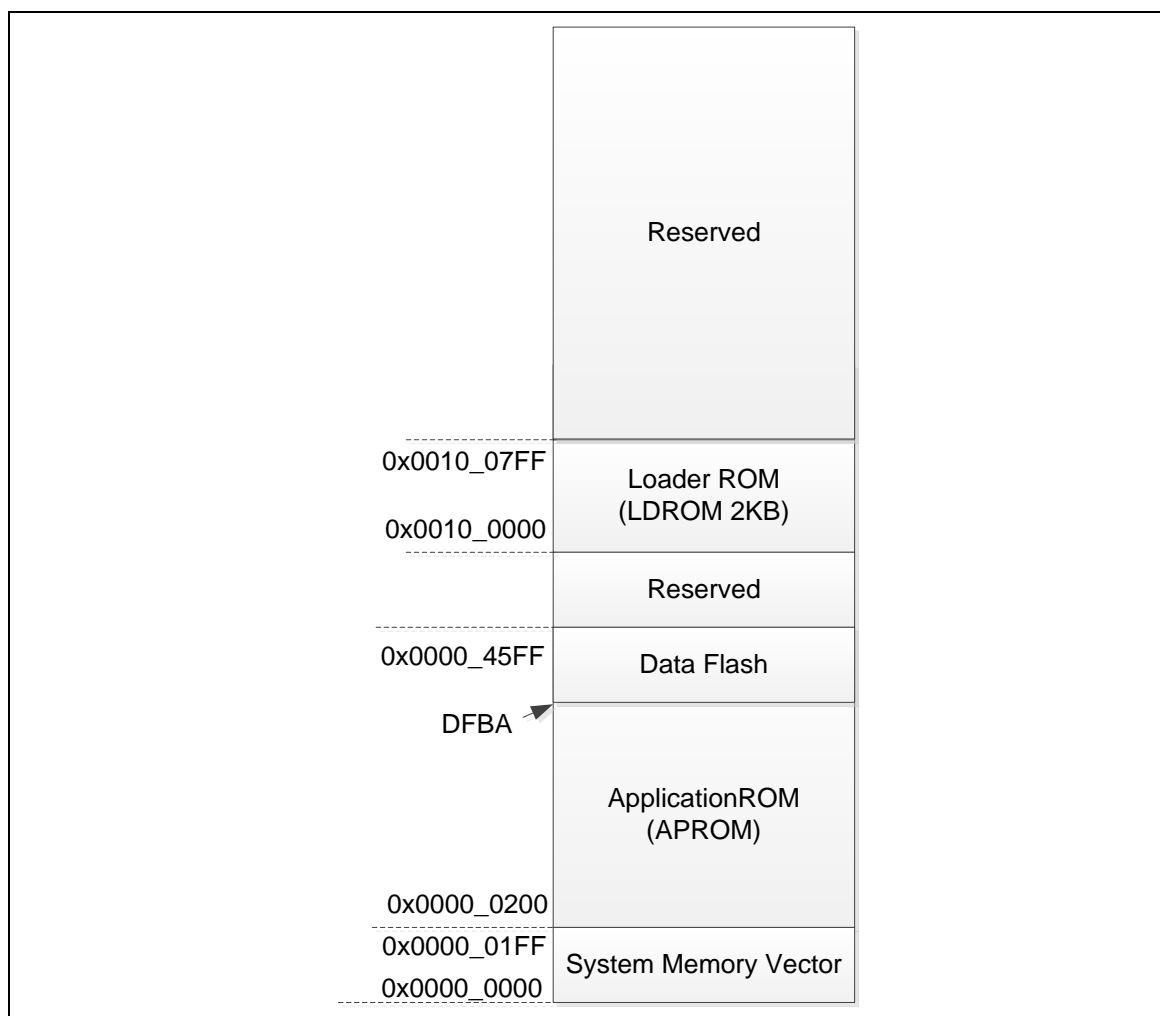 Reserved
0x0010_07FF
Loader ROM
(LDROM 2KB)
0x0010_0000
Reserved
0x0000_45FF
Data Flash
DFBA
ApplicationROM
(APROM)
0x0000_0200
0x0000_01FF
System Memory Vector
0x0000_0000